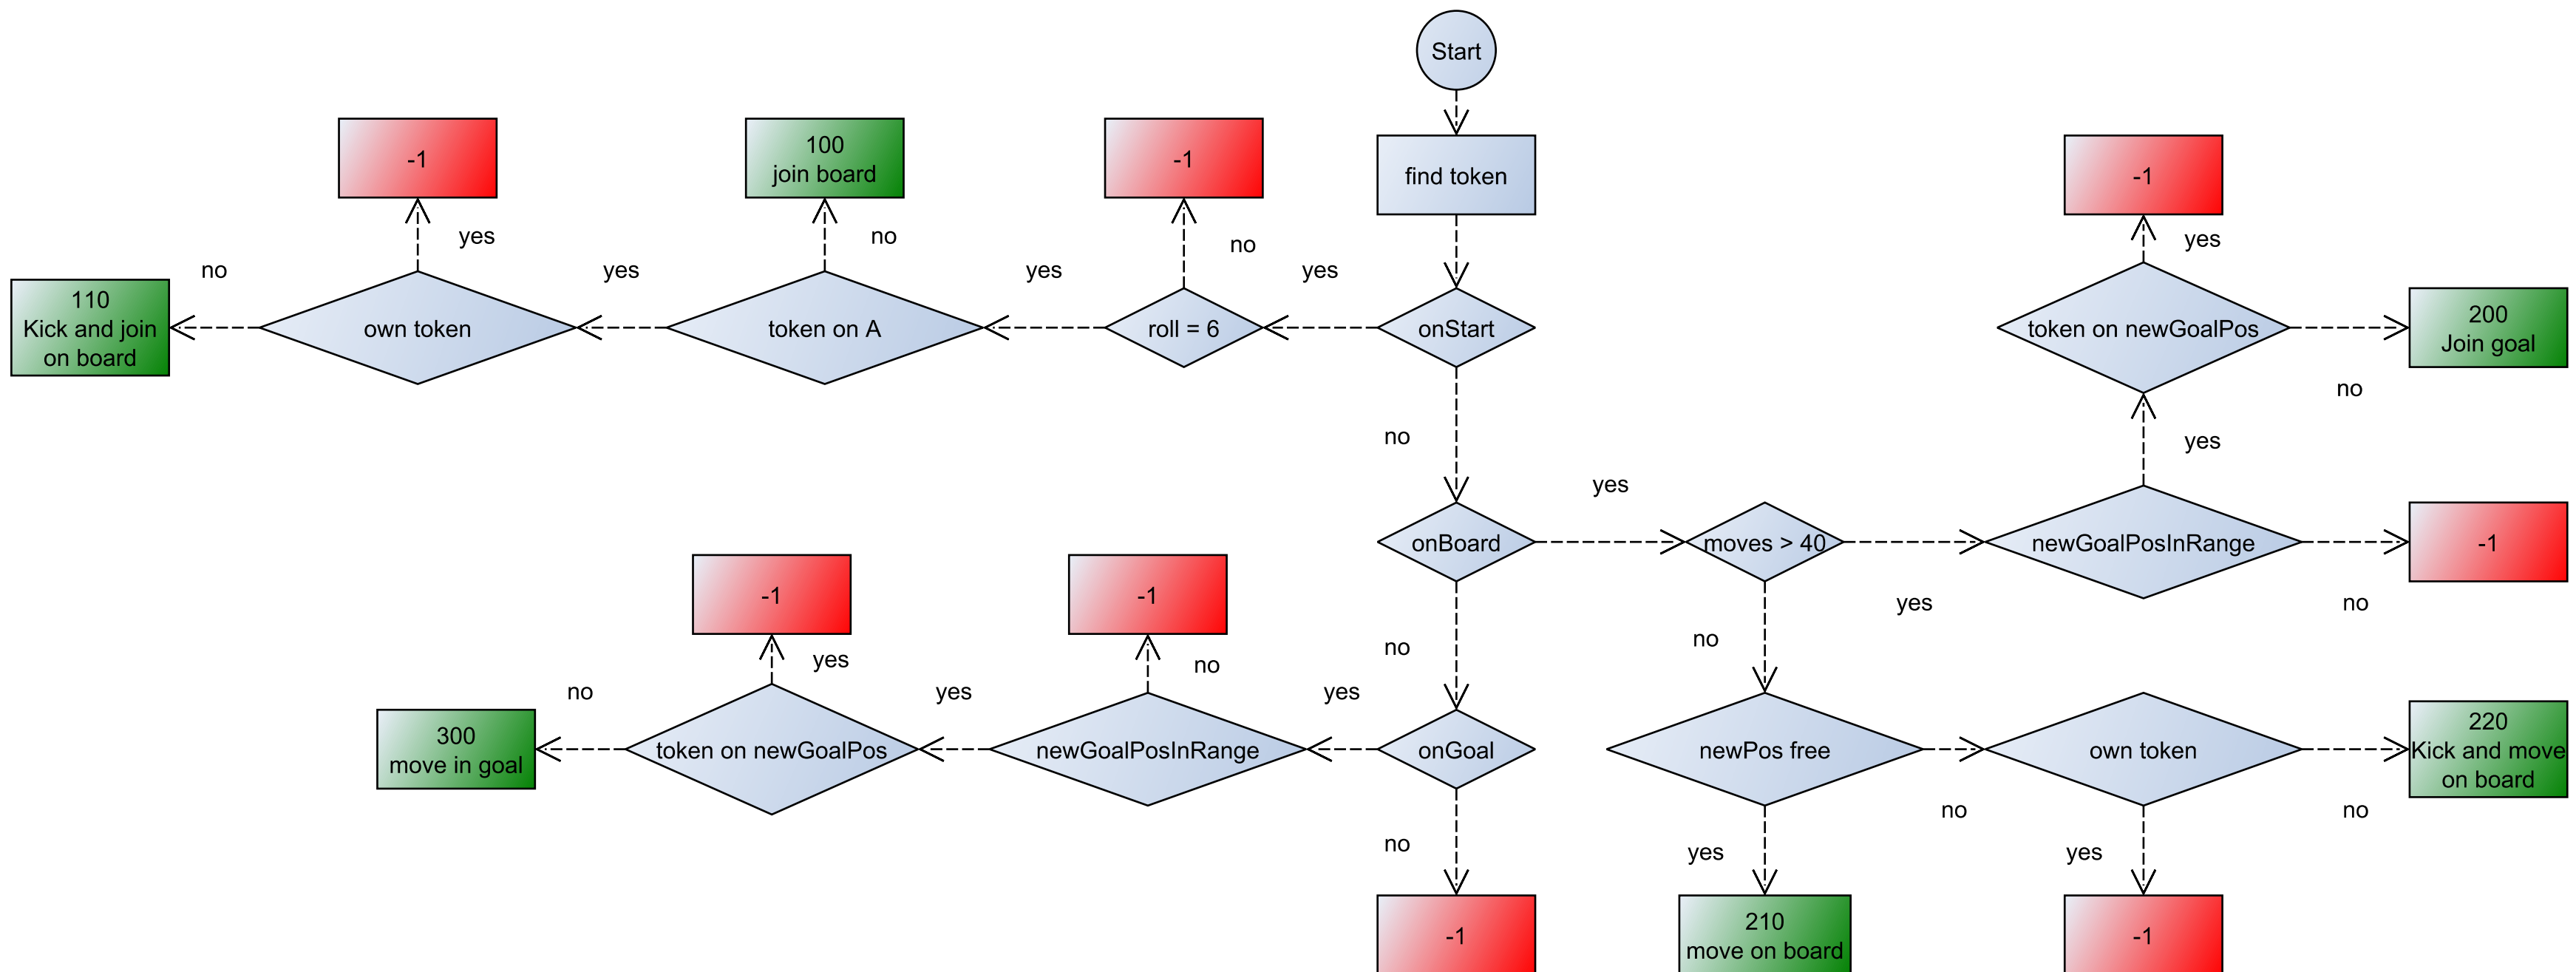 Start
find token
-1
100
join board
-1
-1
yes
no
no
yes
no
yes
yes
yes
110
Kick and join
on board
own token
token on A
roll = 6
onStart
token on newGoalPos
200
Join goal
no
no
yes
yes
onBoard
moves > 40
newGoalPosInRange
-1
-1
-1
yes
no
no
no
yes
no
no
yes
yes
300
move in goal
token on newGoalPos
newGoalPosInRange
onGoal
newPos free
own token
220
Kick and move
on board
no
no
no
yes
yes
-1
210
move on board
-1